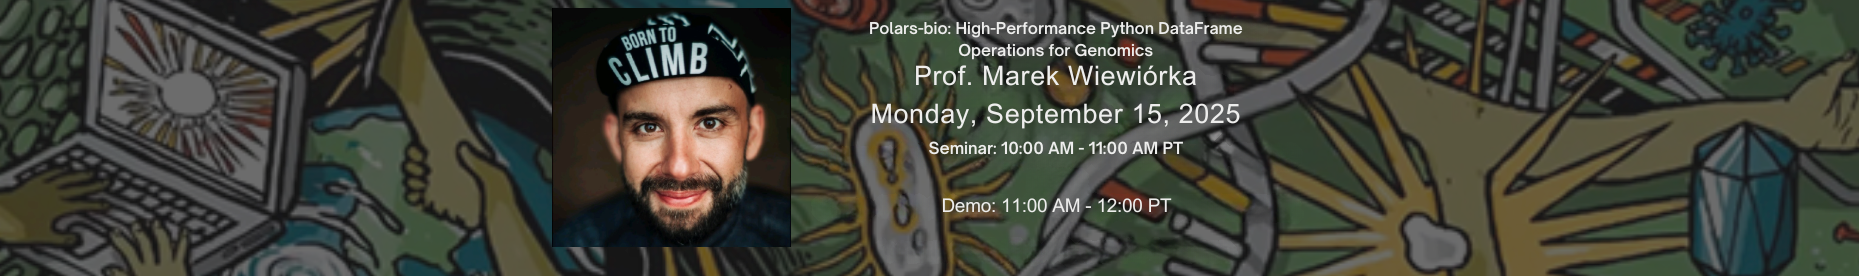 BORN TO
CLIMB
Polars-bio: High-Performance Python DataFrame
Operations for Genomics
Prof. Marek Wiewiórka
Monday, September 15, 2025
Seminar: 10:00 AM - 11:00 AM PT
Demo: 11:00 AM - 12:00 PT